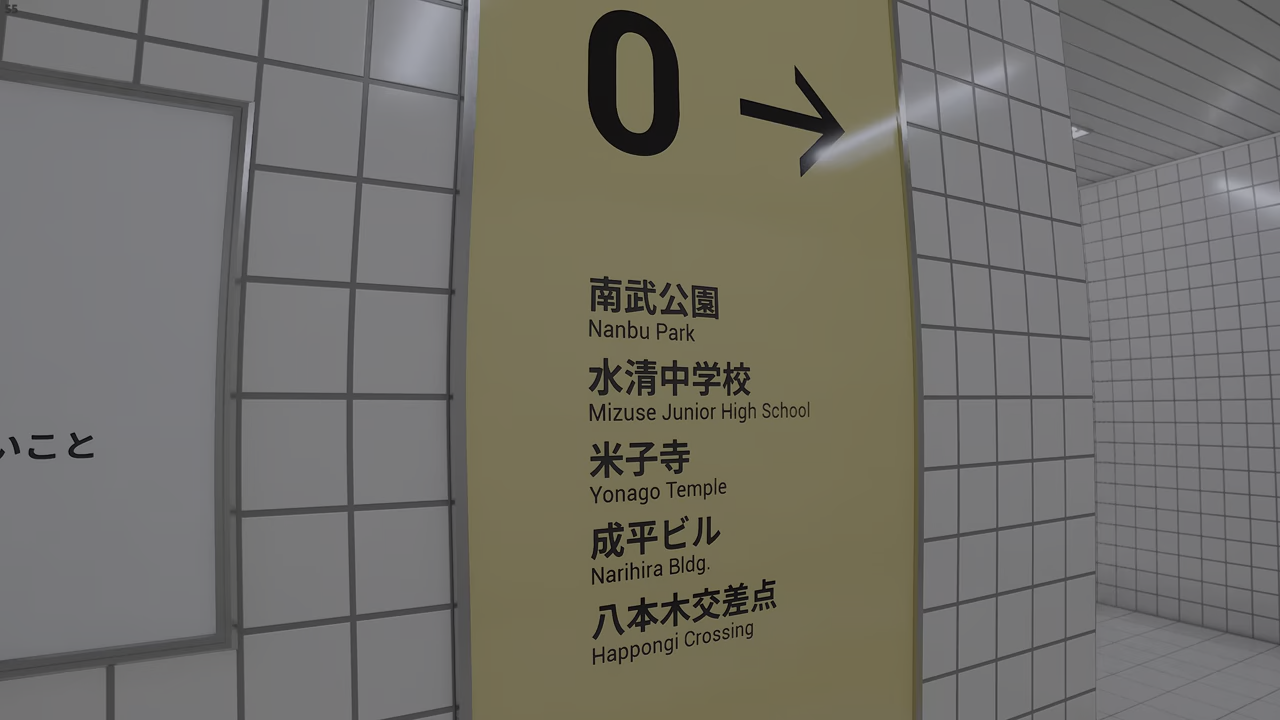 55
0 →
南武公園
Nanbu Park
水清中学校
Mizuse Junior High School
米子寺
Yonago Temple
成平ビル
Narihira Bldg.
八本木交差点
Happongi Crossing
いこと